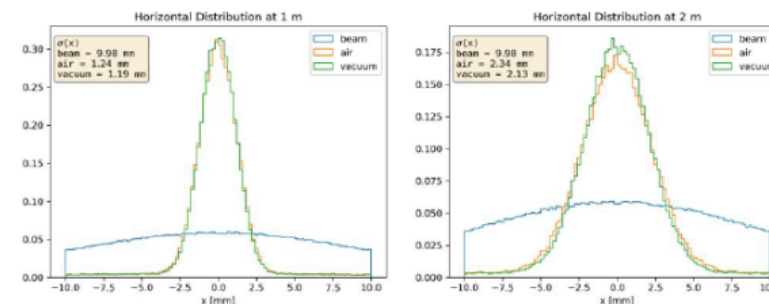 Horizontal Distribution at 1 m
σ(x)
beam = 9.98 mm
air = 1.24 mm
vacuum = 1.19 mm
beam
air
vacuum
0.30
0.25
0.20
0.15
0.10
0.05
0.00
−10.0 −7.5 −5.0 −2.5 0.0 2.5 5.0 7.5 10.0
x [mm]
Horizontal Distribution at 2 m
σ(x)
beam = 9.98 mm
air = 2.34 mm
vacuum = 2.13 mm
beam
air
vacuum
0.175
0.150
0.125
0.100
0.075
0.050
0.025
0.000
−10.0 −7.5 −5.0 −2.5 0.0 2.5 5.0 7.5 10.0
x [mm]